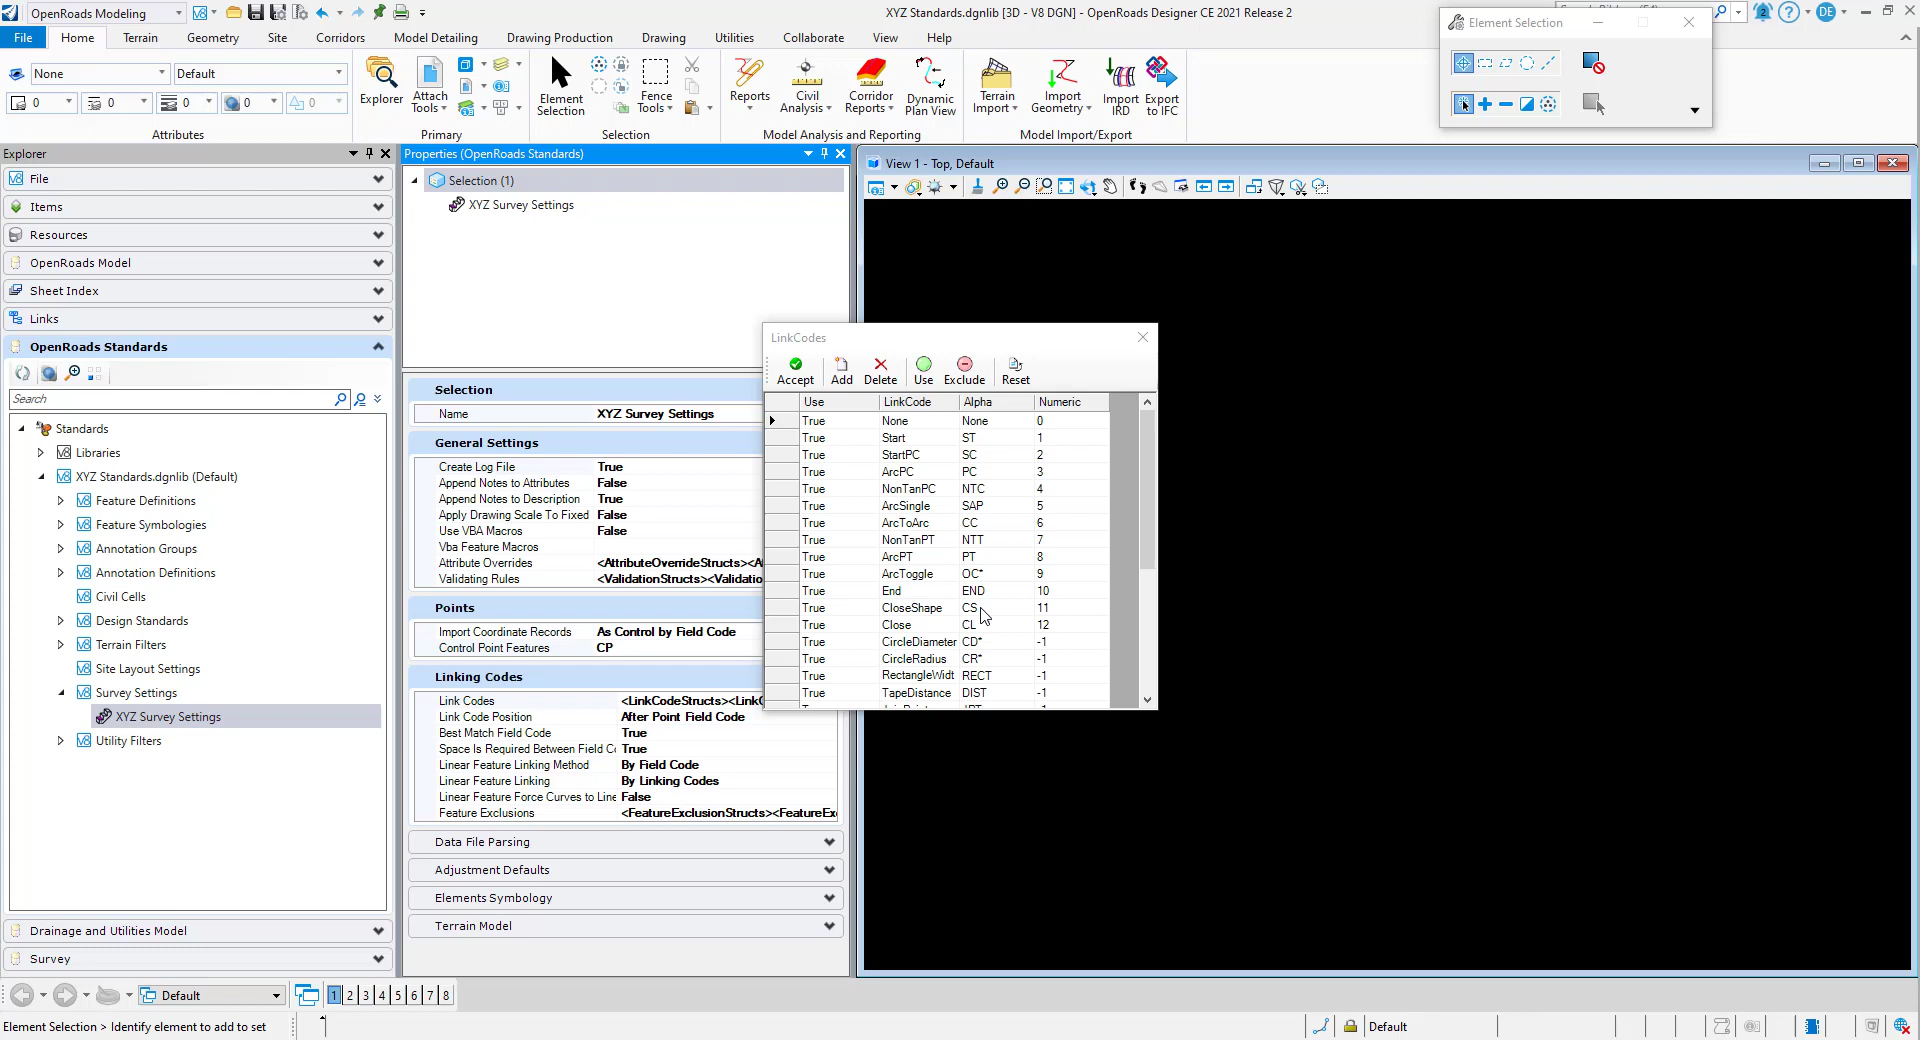 OpenRoads Modeling
XYZ Standards.dgnlib [3D - V8 DGN] - OpenRoads Designer CE 2021 Release 2
DE
File Home Terrain Geometry Site Corridors Model Detailing Drawing Production Drawing Utilities Collaborate View Help
None Default
0 0 0 0 0
Attributes
Explorer
Attach Tools
Primary
Element Selection
Fence Tools
Selection
Reports
Civil Analysis
Corridor Reports
Dynamic Plan View
Model Analysis and Reporting
Terrain Import
Import Geometry
Import IRD
Export to IFC
Model Import/Export
Element Selection
Explorer
File
Items
Resources
OpenRoads Model
Sheet Index
Links
OpenRoads Standards
Search
Standards
Libraries
XYZ Standards.dgnlib (Default)
Feature Definitions
Feature Symbologies
Annotation Groups
Annotation Definitions
Civil Cells
Design Standards
Terrain Filters
Site Layout Settings
Survey Settings
XYZ Survey Settings
Utility Filters
Drainage and Utilities Model
Survey
Properties (OpenRoads Standards)
Selection (1)
XYZ Survey Settings
Selection
Name XYZ Survey Settings
General Settings
Create Log File True
Append Notes to Attributes False
Append Notes to Description True
Apply Drawing Scale To Fixed False
Use VBA Macros False
Vba Feature Macros
Attribute Overrides <AttributeOverrideStructs><A
Validating Rules <ValidationStructs><Validatio
Points
Import Coordinate Records As Control by Field Code
Control Point Features CP
Linking Codes
Link Codes <LinkCodeStructs><LinkC
Link Code Position After Point Field Code
Best Match Field Code True
Space Is Required Between Field Co True
Linear Feature Linking Method By Field Code
Linear Feature Linking By Linking Codes
Linear Feature Force Curves to Line False
Feature Exclusions <FeatureExclusionStructs><FeatureEx
Data File Parsing
Adjustment Defaults
Elements Symbology
Terrain Model
View 1 - Top, Default
LinkCodes
Accept Add Delete Use Exclude Reset
Use LinkCode Alpha Numeric
True None None 0
True Start ST 1
True StartPC SC 2
True ArcPC PC 3
True NonTanPC NTC 4
True ArcSingle SAP 5
True ArcToArc CC 6
True NonTanPT NTT 7
True ArcPT PT 8
True ArcToggle OC* 9
True End END 10
True CloseShape CS 11
True Close CL 12
True CircleDiameter CD* -1
True CircleRadius CR* -1
True RectangleWidt RECT -1
True TapeDistance DIST -1
Default 1 2 3 4 5 6 7 8
Element Selection > Identify element to add to set
Default